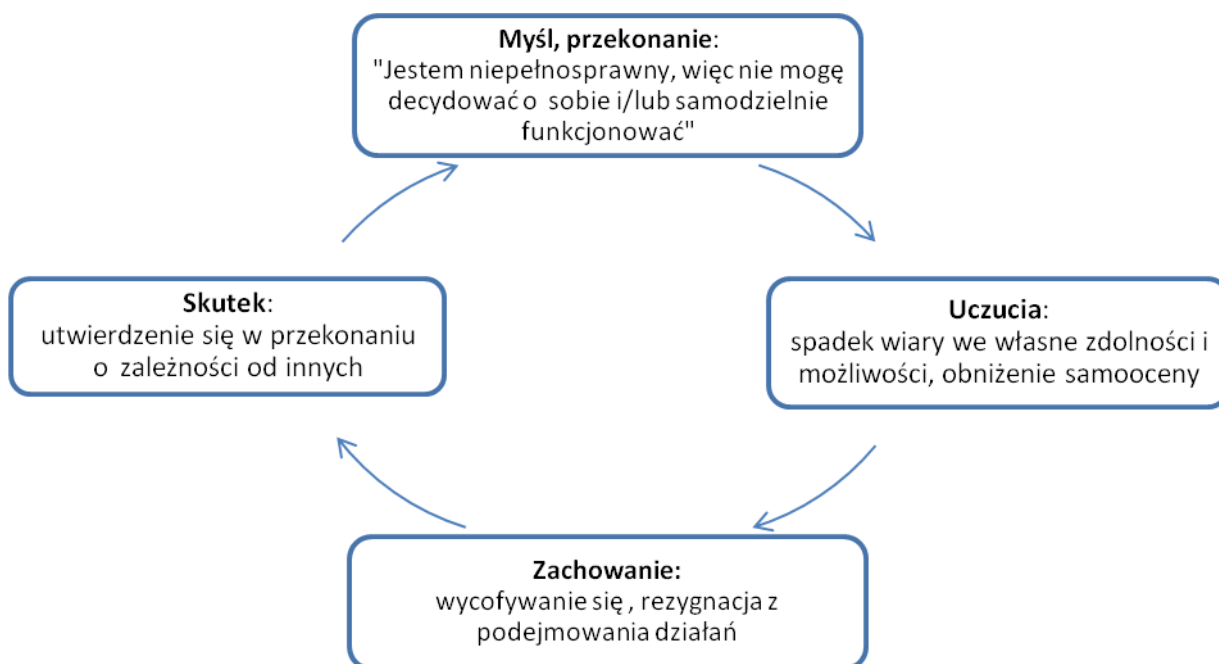 Myśl, przekonanie:
"Jestem niepełnosprawny, więc nie mogę
decydować o sobie i/lub samodzielnie
funkcjonować"
Skutek:
utwierdzenie się w przekonaniu
o zależności od innych
Uczucia:
spadek wiary we własne zdolności i
możliwości, obniżenie samooceny
Zachowanie:
wycofywanie się , rezygnacja z
podejmowania działań